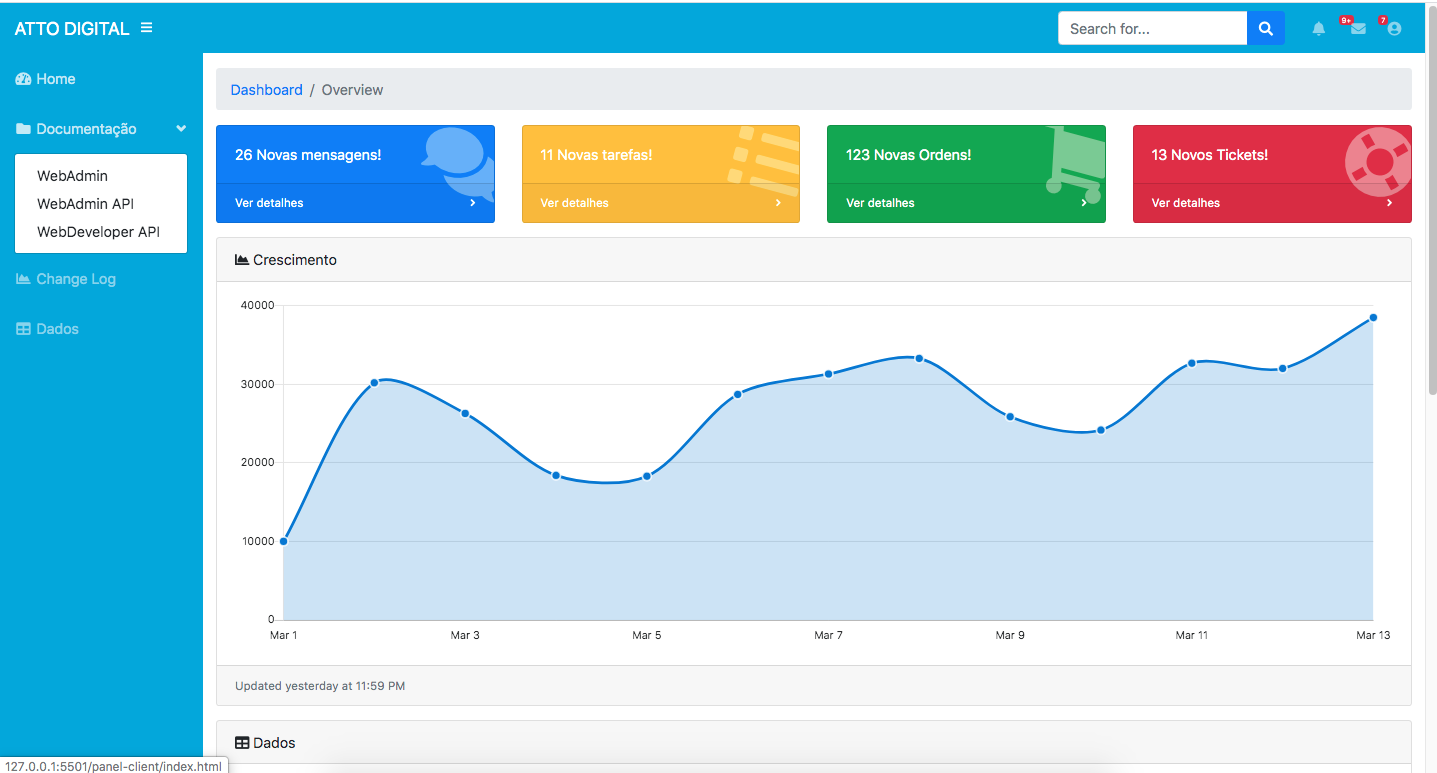 ATTO DIGITAL
Search for...
9+
7
Home
Documentação
WebAdmin
WebAdmin API
WebDeveloper API
Change Log
Dados
Dashboard / Overview
26 Novas mensagens!
Ver detalhes
11 Novas tarefas!
Ver detalhes
123 Novas Ordens!
Ver detalhes
13 Novos Tickets!
Ver detalhes
Crescimento
40000
30000
20000
10000
0
Mar 1 Mar 3 Mar 5 Mar 7 Mar 9 Mar 11 Mar 13
Updated yesterday at 11:59 PM
Dados
127.0.0.1:5501/panel-client/index.html